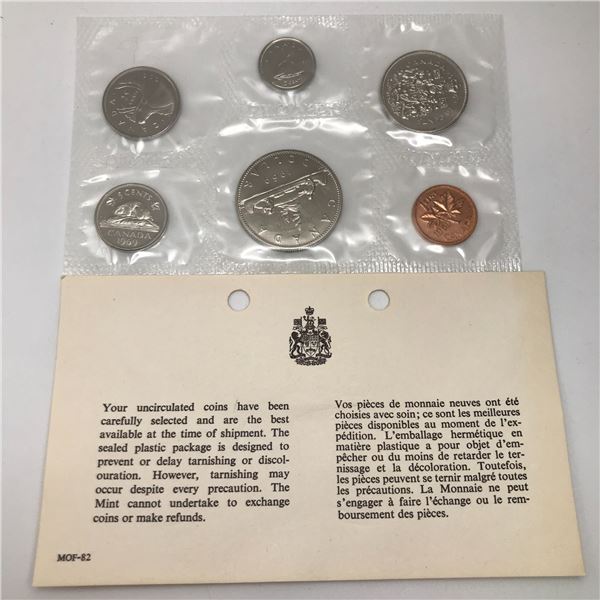 CANADA
5 CENTS
CANADA
1969
CANADA
DOLLAR
1969
Your uncirculated coins have been
carefully selected and are the best
available at the time of shipment. The
sealed plastic package is designed to
prevent or delay tarnishing or discol-
ouration. However, tarnishing may
occur despite every precaution. The
Mint cannot undertake to exchange
coins or make refunds.
Vos pièces de monnaie neuves ont été
choisies avec soin; ce sont les meilleures
pièces disponibles au moment de l'ex-
pédition. L'emballage hermétique en
matière plastique a pour objet d'em-
pêcher ou du moins de retarder le ter-
nissage et la décoloration. Toutefois,
les pièces peuvent se ternir malgré toutes
les précautions. La Monnaie ne peut
s'engager à faire l'échange ou le rem-
boursement des pièces.
MOF-82